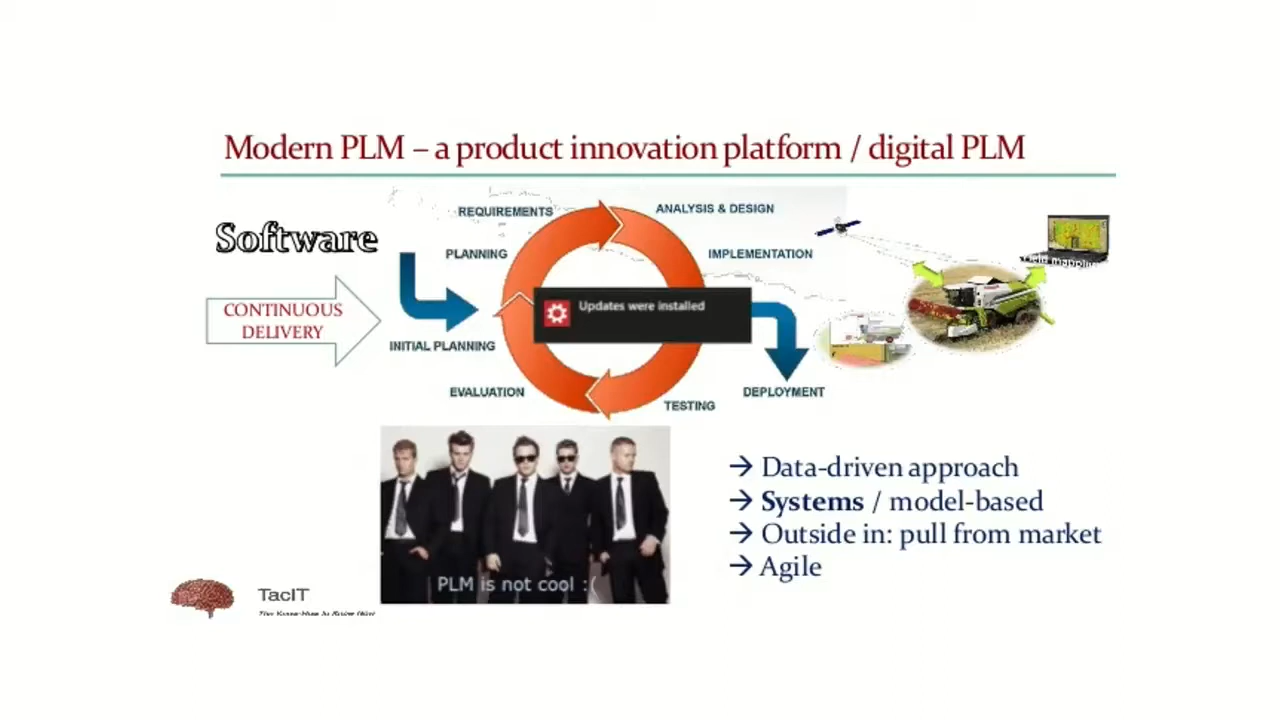 Modern PLM – a product innovation platform / digital PLM
Software
CONTINUOUS
DELIVERY
REQUIREMENTS
ANALYSIS & DESIGN
PLANNING
IMPLEMENTATION
Updates were installed
INITIAL PLANNING
EVALUATION
TESTING
DEPLOYMENT
Field mapping
PLM is not cool :(
→ Data-driven approach
→ Systems / model-based
→ Outside in: pull from market
→ Agile
TacIT